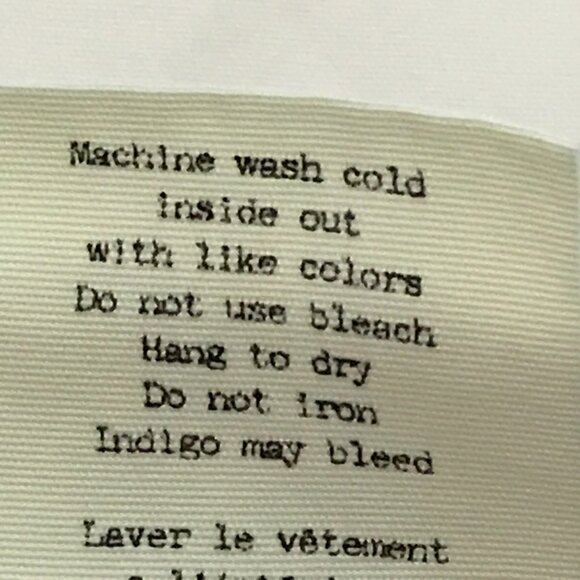 Machine wash cold
inside out
with like colors
Do not use bleach
Hang to dry
Do not iron
Indigo may bleed
Laver le vêtement